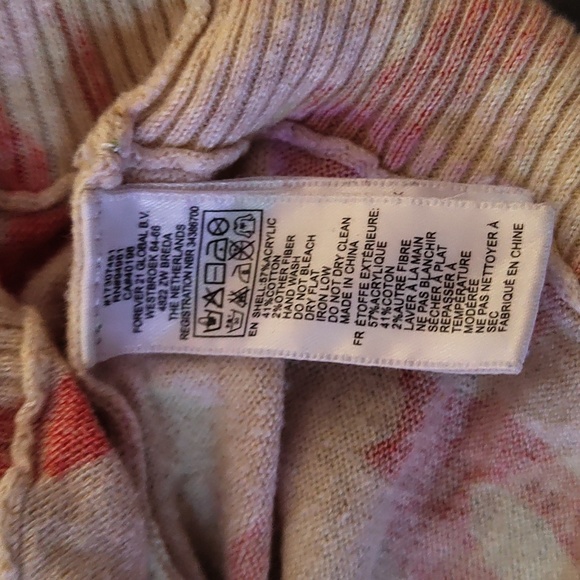 FOREVER 21 GLOBAL B.V.
WESTBROEK 64-66
4822 ZW BREDA
THE NETHERLANDS
REGISTRATION NBR 34386700
EN SHELL:57%ACRYLIC
41%COTTON
2%OTHER FIBER
HAND WASH
DO NOT BLEACH
DRY FLAT
IRON LOW
DO NOT DRY CLEAN
MADE IN CHINA
FR ÉTOFFE EXTÉRIEURE:
57%ACRYLIQUE
41%COTON
2%AUTRE FIBRE
LAVER À LA MAIN
NE PAS BLANCHIR
SÉCHER À PLAT
REPASSER À
TEMPÉRATURE
MODÉRÉE
NE PAS NETTOYER À
SEC
FABRIQUÉ EN CHINE